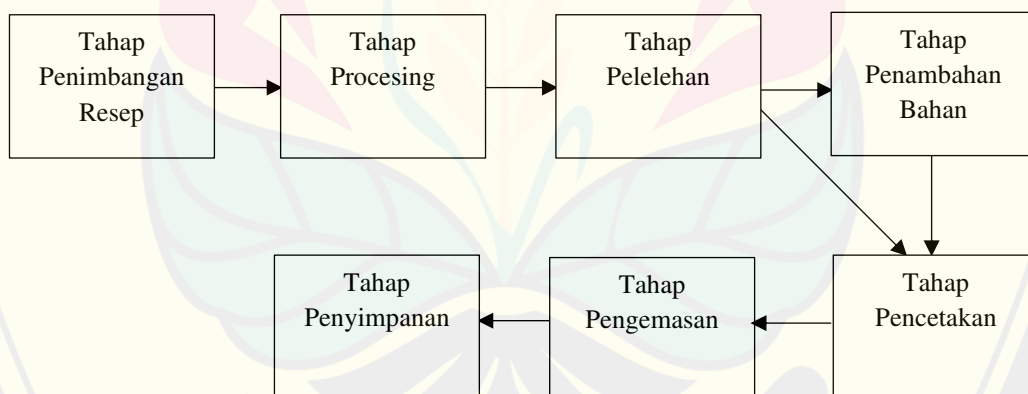 Tahap
Penimbangan
Resep
Tahap
Procesing
Tahap
Pelelehan
Tahap
Penambahan
Bahan
Tahap
Pencetakan
Tahap
Pengemasan
Tahap
Penyimpanan